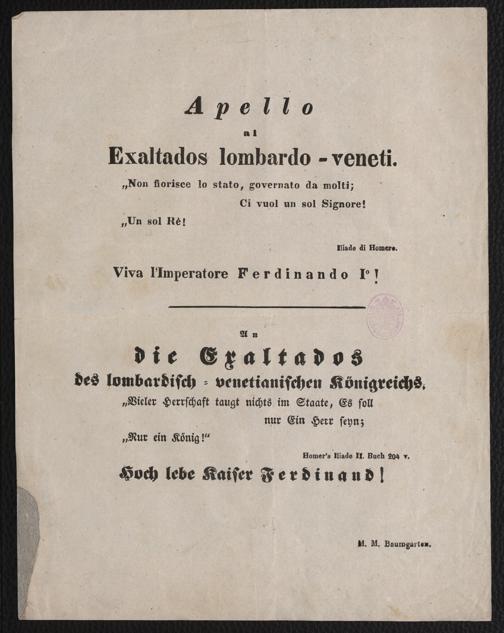 Apello
al
Exaltados lombardo - veneti.
„Non fiorisce lo stato, governato da molti;
Ci vuol un sol Signore!
„Un sol Rè!
Iliade di Homero.
Viva l'Imperatore Ferdinando Iº!
An
die Exaltados
des lombardisch = venetianischen Königreichs.
„Vieler Herrschaft taugt nichts im Staate, Es soll
nur Ein Herr seyn;
„Nur ein König!“
Homer's Iliade II. Buch 204 v.
Hoch lebe Kaiser Ferdinand!
M. M. Baumgarten.